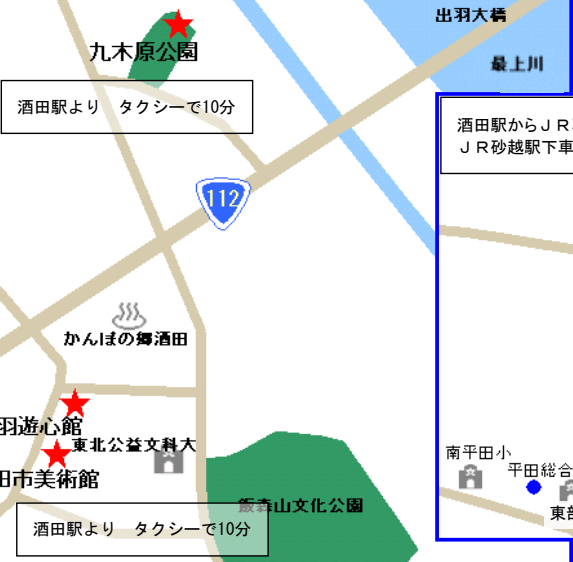 出羽大橋
九木原公園
最上川
酒田駅より　タクシーで10分
酒田駅からＪＲ
ＪＲ砂越駅下車
112
かんぽの郷酒田
羽遊心館
東北公益文科大
田市美術館
南平田小
平田総合
東部
飯森山文化公園
酒田駅より　タクシーで10分